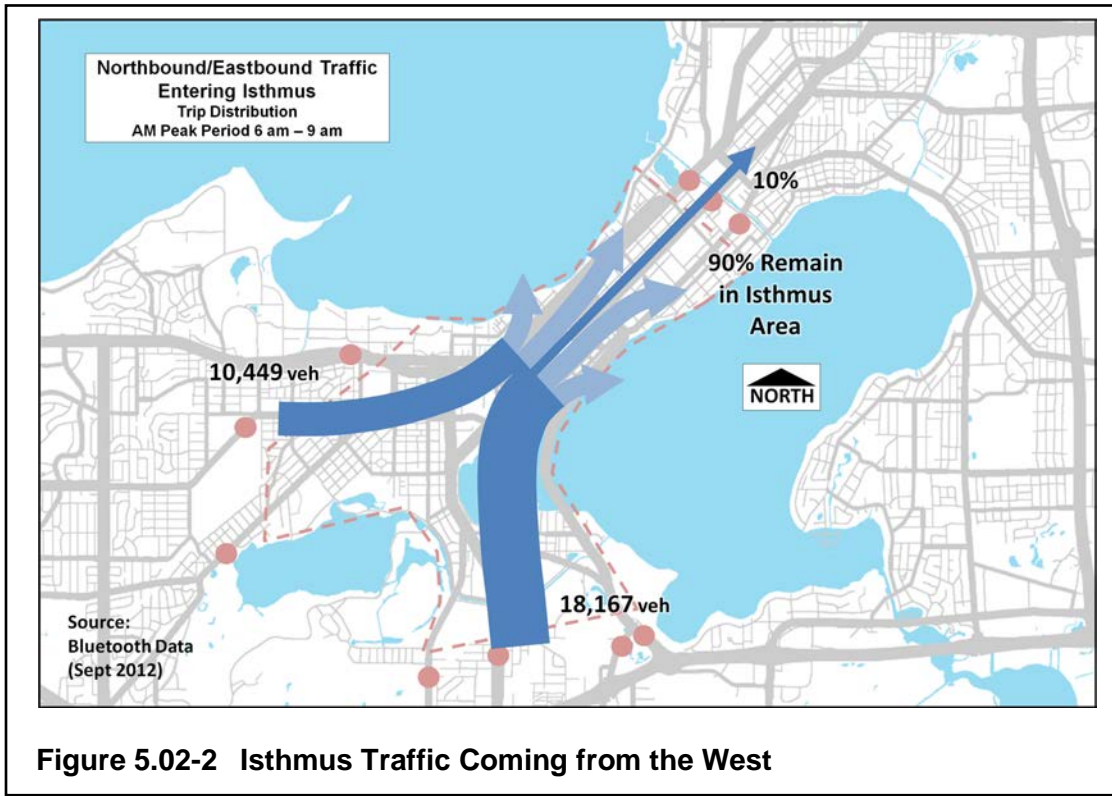 Northbound/Eastbound Traffic
Entering Isthmus
Trip Distribution
AM Peak Period 6 am – 9 am
10%
90% Remain
in Isthmus
Area
10,449 veh
NORTH
18,167 veh
Source:
Bluetooth Data
(Sept 2012)
Figure 5.02-2 Isthmus Traffic Coming from the West